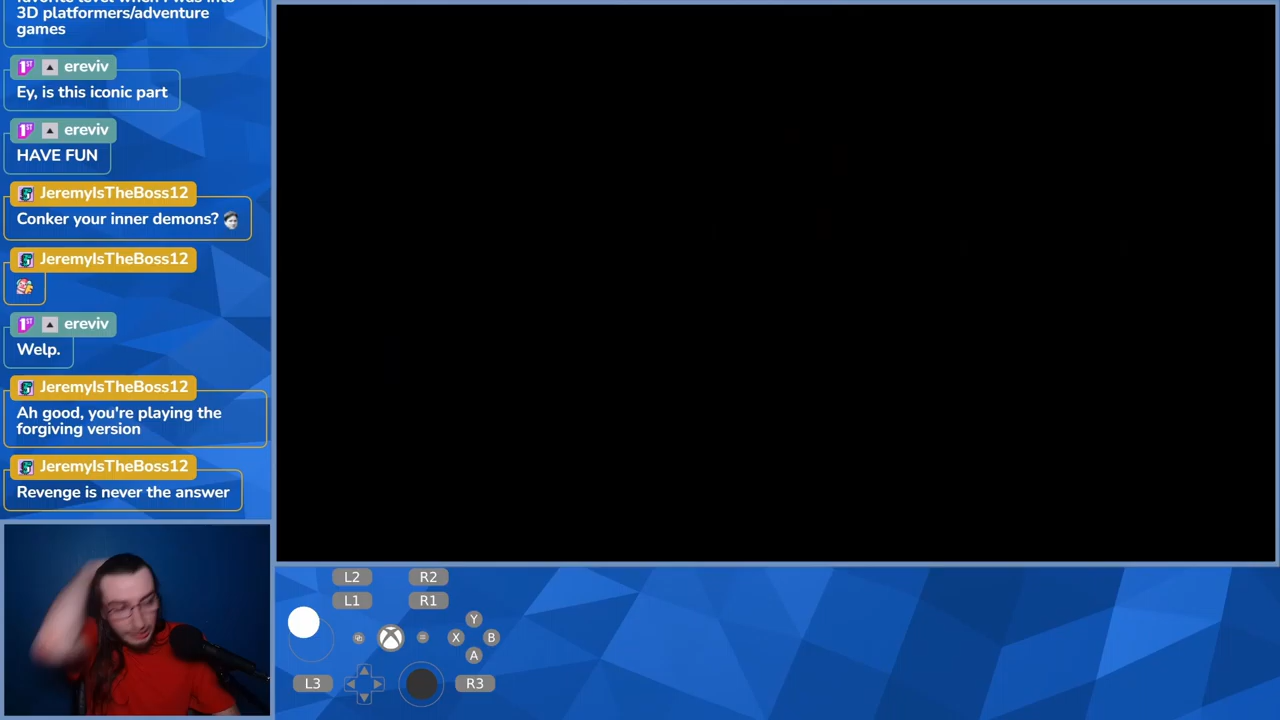 3D platformers/adventure
games
ereviv
Ey, is this iconic part
ereviv
HAVE FUN
JeremyIsTheBoss12
Conker your inner demons?
JeremyIsTheBoss12
ereviv
Welp.
JeremyIsTheBoss12
Ah good, you're playing the
forgiving version
JeremyIsTheBoss12
Revenge is never the answer
L2 R2
L1 R1
Y
X B
A
L3 R3